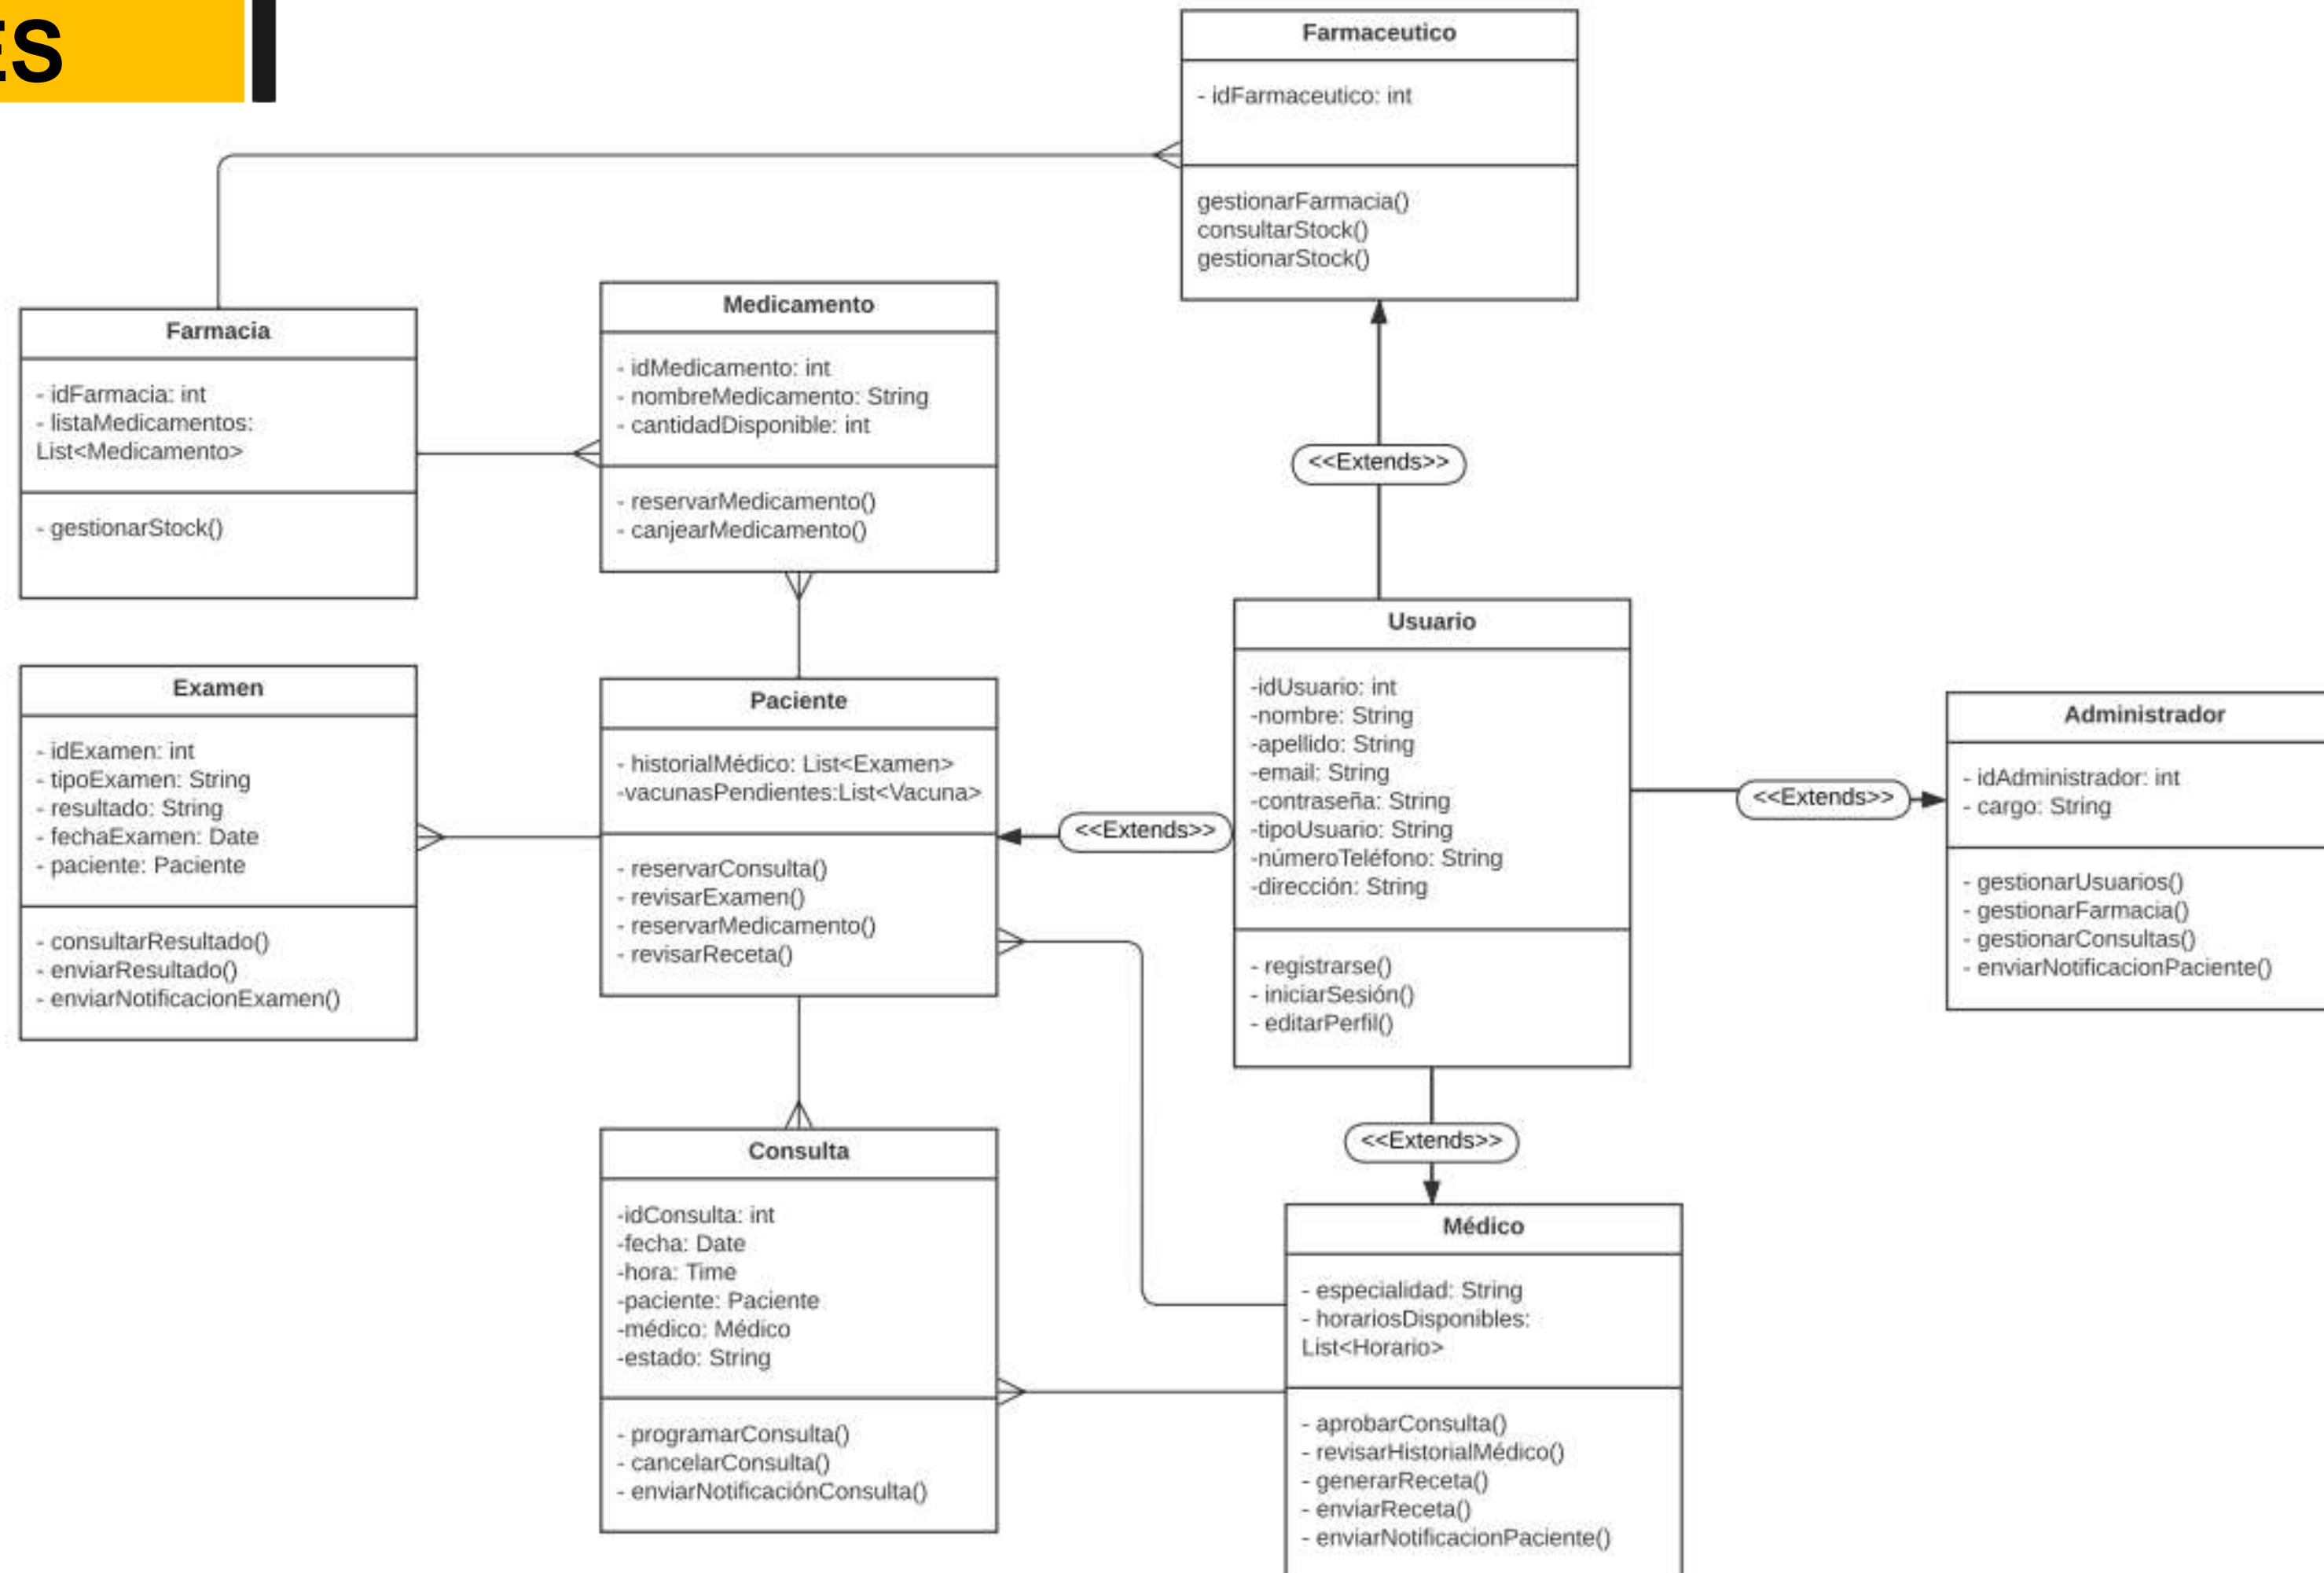 ES
Farmaceutico
- idFarmaceutico: int
gestionarFarmacia()
consultarStock()
gestionarStock()
Farmacia
- idFarmacia: int
- listaMedicamentos:
List<Medicamento>
- gestionarStock()
Medicamento
- idMedicamento: int
- nombreMedicamento: String
- cantidadDisponible: int
- reservarMedicamento()
- canjearMedicamento()
<<Extends>>
Examen
- idExamen: int
- tipoExamen: String
- resultado: String
- fechaExamen: Date
- paciente: Paciente
- consultarResultado()
- enviarResultado()
- enviarNotificacionExamen()
Paciente
- historialMédico: List<Examen>
-vacunasPendientes:List<Vacuna>
- reservarConsulta()
- revisarExamen()
- reservarMedicamento()
- revisarReceta()
<<Extends>>
Usuario
-idUsuario: int
-nombre: String
-apellido: String
-email: String
-contraseña: String
-tipoUsuario: String
-númeroTeléfono: String
-dirección: String
- registrarse()
- iniciarSesión()
- editarPerfil()
<<Extends>>
Administrador
- idAdministrador: int
- cargo: String
- gestionarUsuarios()
- gestionarFarmacia()
- gestionarConsultas()
- enviarNotificacionPaciente()
<<Extends>>
Consulta
-idConsulta: int
-fecha: Date
-hora: Time
-paciente: Paciente
-médico: Médico
-estado: String
- programarConsulta()
- cancelarConsulta()
- enviarNotificaciónConsulta()
Médico
- especialidad: String
- horariosDisponibles:
List<Horario>
- aprobarConsulta()
- revisarHistorialMédico()
- generarReceta()
- enviarReceta()
- enviarNotificacionPaciente()